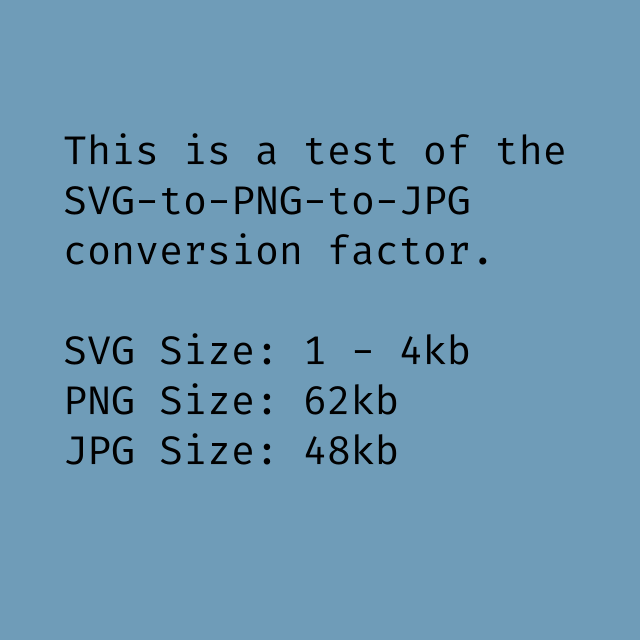 This is a test of the
SVG-to-PNG-to-JPG
conversion factor.
SVG Size: 1 - 4kb
PNG Size: 62kb
JPG Size: 48kb